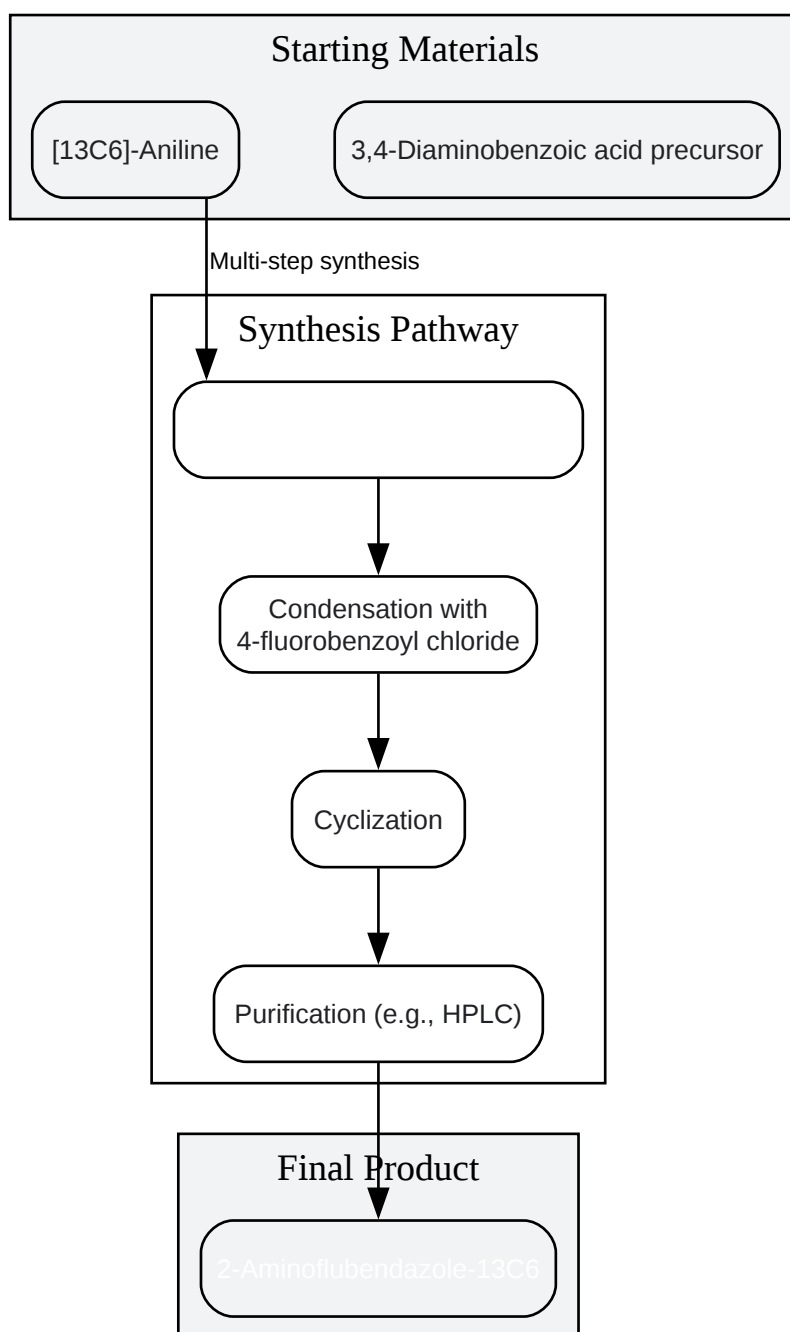 Starting Materials
[13C6]-Aniline
3,4-Diaminobenzoic acid precursor
Multi-step synthesis
Synthesis Pathway
Condensation with
4-fluorobenzoyl chloride
Cyclization
Purification (e.g., HPLC)
Final Product
2-Aminoflubendazole-13C6